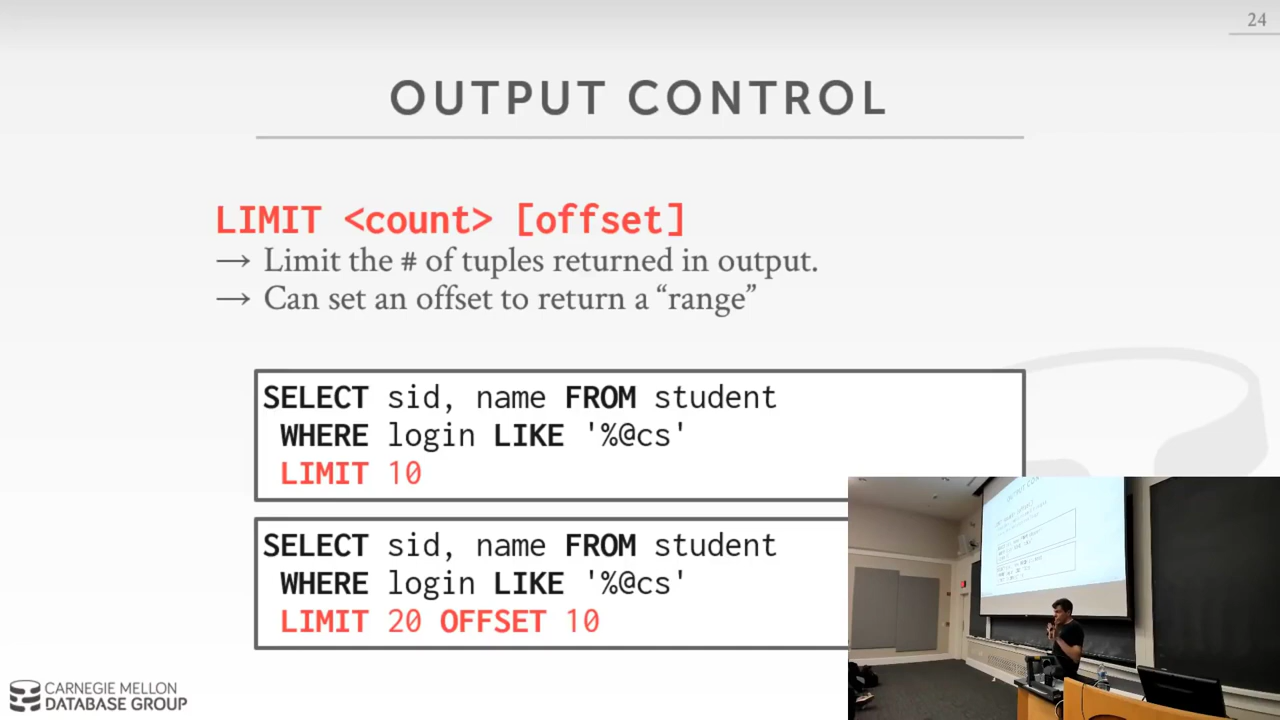 24
OUTPUT CONTROL
LIMIT <count> [offset]
→ Limit the # of tuples returned in output.
→ Can set an offset to return a “range”
SELECT sid, name FROM student
WHERE login LIKE '%@cs'
LIMIT 10
SELECT sid, name FROM student
WHERE login LIKE '%@cs'
LIMIT 20 OFFSET 10
CARNEGIE MELLON
DATABASE GROUP